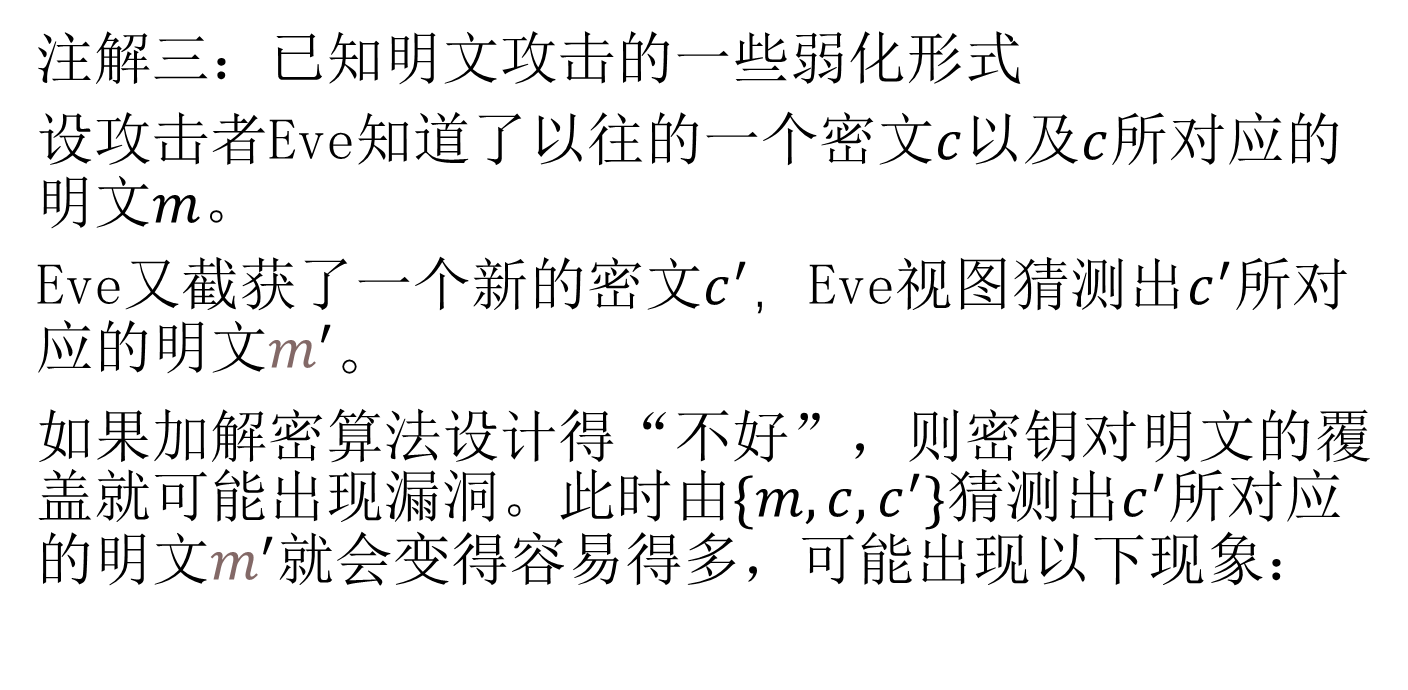 注解三：已知明文攻击的一些弱化形式
设攻击者Eve知道了以往的一个密文c以及c所对应的
明文m。
Eve又截获了一个新的密文c′，Eve视图猜测出c′所对
应的明文m′。
如果加解密算法设计得“不好”，则密钥对明文的覆
盖就可能出现漏洞。此时由{m,c,c′}猜测出c′所对应
的明文m′就会变得容易得多，可能出现以下现象：